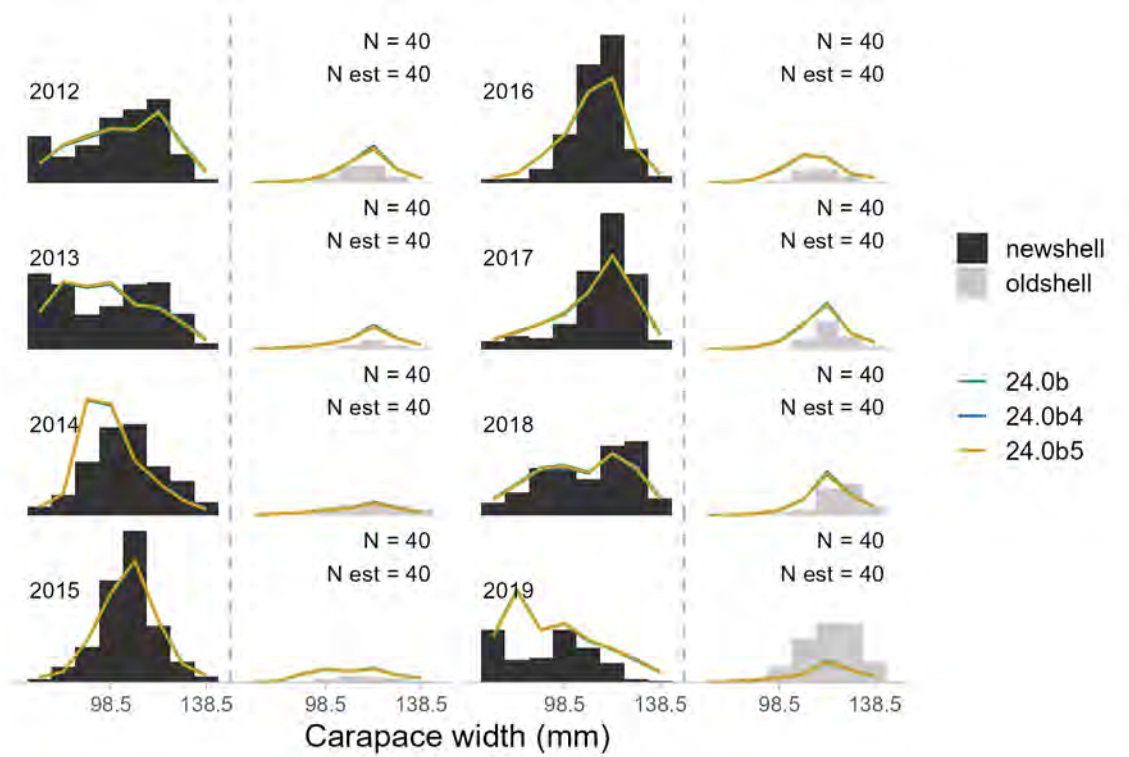 N = 40
N est = 40
2012
N = 40
N est = 40
2016
N = 40
N est = 40
2013
N = 40
N est = 40
2017
N = 40
N est = 40
2014
N = 40
N est = 40
2018
N = 40
N est = 40
2015
N = 40
N est = 40
2019
98.5 138.5 98.5 138.5 98.5 138.5 98.5 138.5
Carapace width (mm)
newshell
oldshell
24.0b
24.0b4
24.0b5